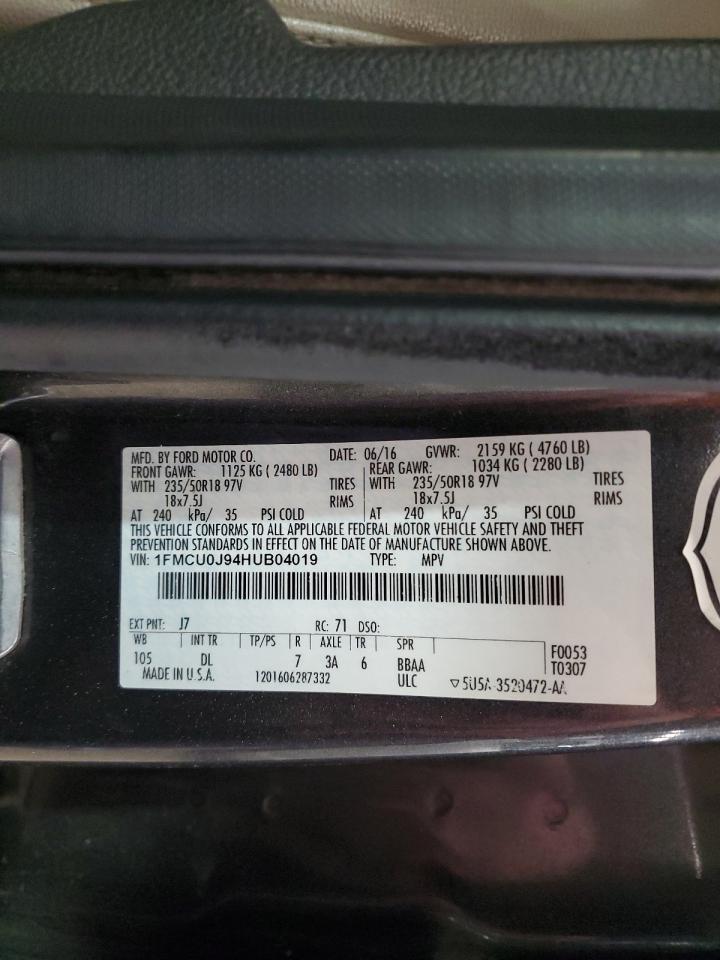 MFD. BY FORD MOTOR CO. DATE: 06/16 GVWR: 2159 KG ( 4760 LB)
FRONT GAWR: 1125 KG ( 2480 LB) REAR GAWR: 1034 KG ( 2280 LB)
WITH 235/50R18 97V TIRES WITH 235/50R18 97V TIRES
18x7.5J RIMS 18x7.5J RIMS
AT 240 kPa/ 35 PSI COLD AT 240 kPa/ 35 PSI COLD
THIS VEHICLE CONFORMS TO ALL APPLICABLE FEDERAL MOTOR VEHICLE SAFETY AND THEFT
PREVENTION STANDARDS IN EFFECT ON THE DATE OF MANUFACTURE SHOWN ABOVE.
VIN: 1FMCU0J94HUB04019 TYPE: MPV
EXT PNT: J7 RC: 71 DSO:
WB INT TR TP/PS R AXLE TR SPR F0053
105 DL 7 3A 6 BBAA T0307
MADE IN U.S.A. 1201606287332 ULC ▽5U5A-3520472-AA